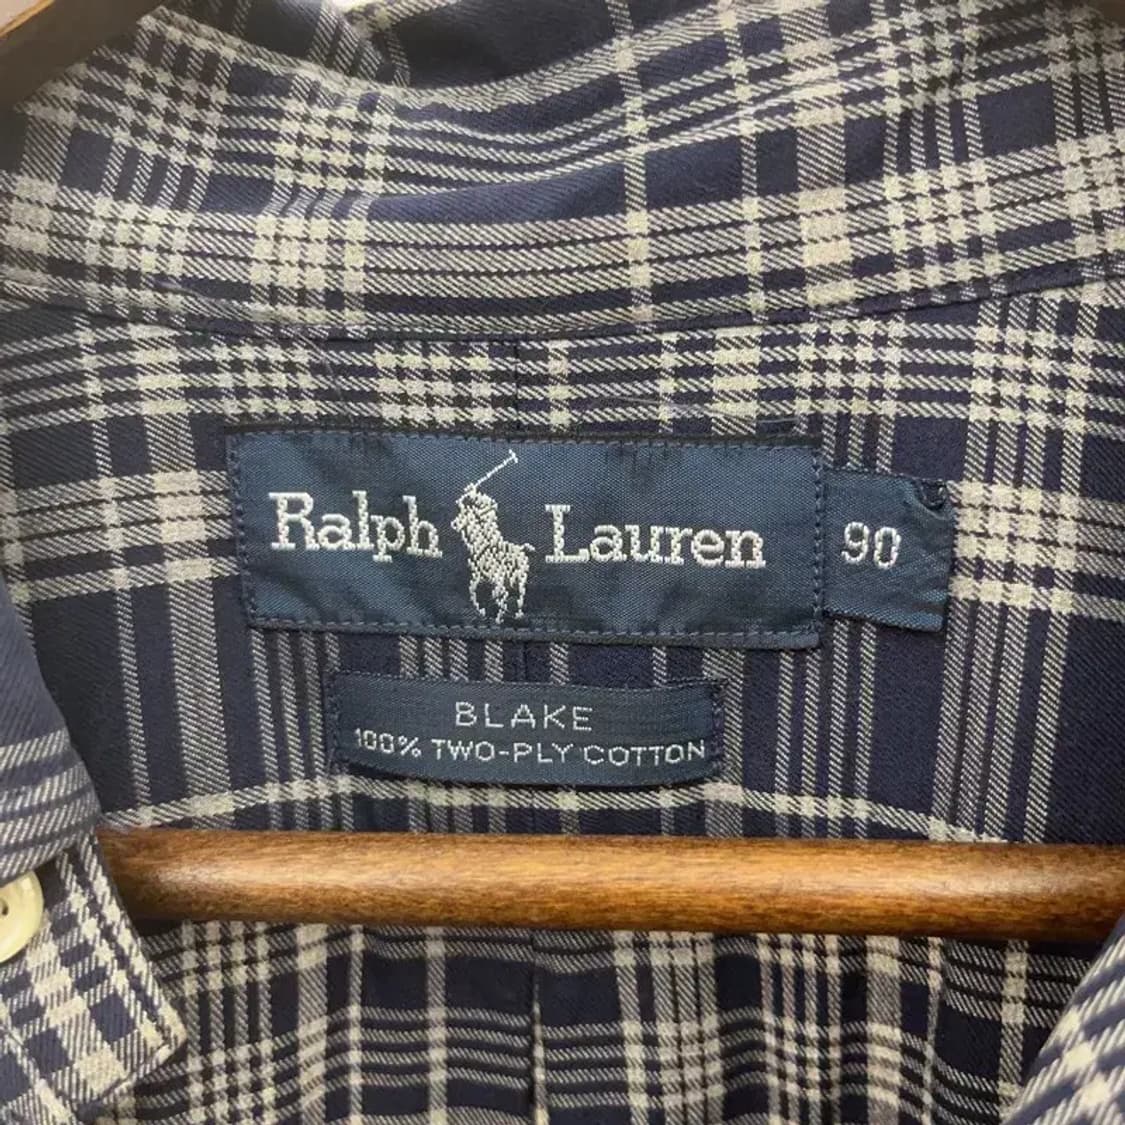 Ralph Lauren
90
BLAKE
100% TWO-PLY COTTON